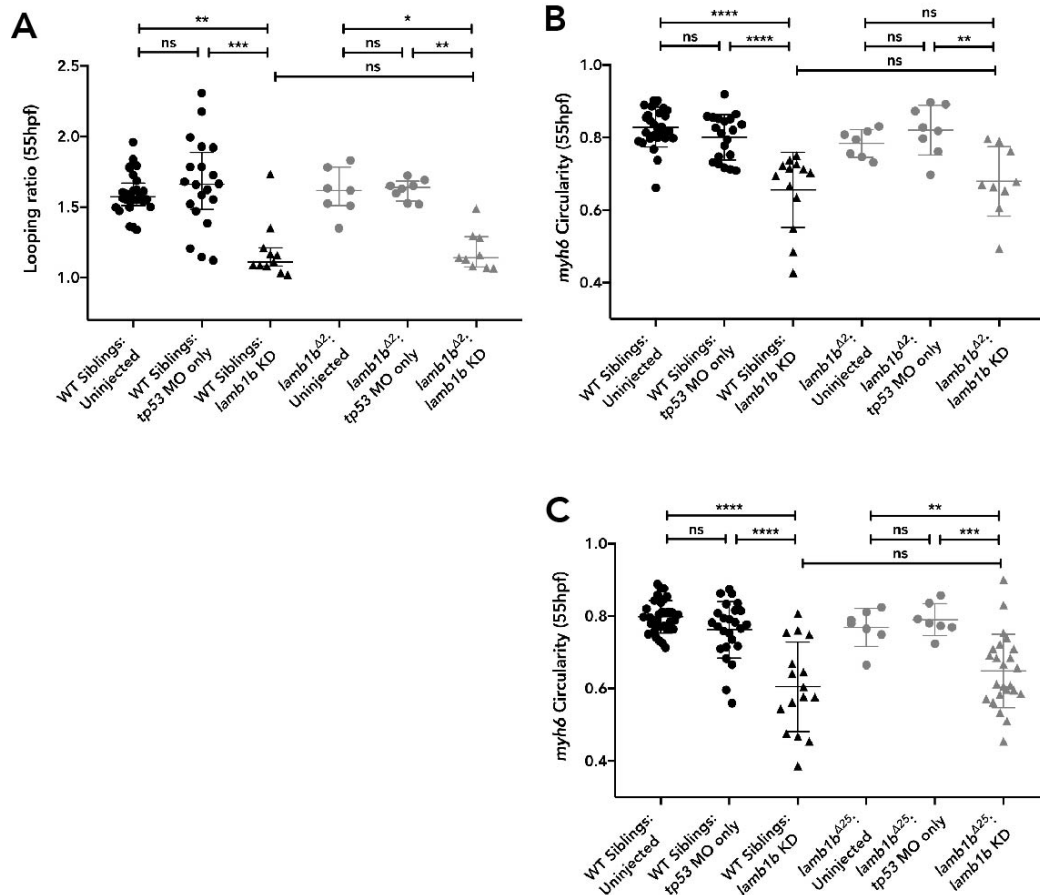 A
** *
ns *** ns **
ns
Looping ratio (55hpf)
2.5
2.0
1.5
1.0
WT Siblings:
Uninjected
WT Siblings:
tp53 MO only
WT Siblings:
lamb1b KD
lamb1bΔ2:
Uninjected
lamb1bΔ2:
tp53 MO only
lamb1bΔ2:
lamb1b KD
B
**** ns
ns **** ns **
ns
myh6 Circularity (55hpf)
1.0
0.8
0.6
0.4
WT Siblings:
Uninjected
WT Siblings:
tp53 MO only
WT Siblings:
lamb1b KD
lamb1bΔ2:
Uninjected
lamb1bΔ2:
tp53 MO only
lamb1bΔ2:
lamb1b KD
C
**** **
ns **** ns ***
ns
myh6 Circularity (55hpf)
1.0
0.8
0.6
0.4
WT Siblings:
Uninjected
WT Siblings:
tp53 MO only
WT Siblings:
lamb1b KD
lamb1bΔ25:
Uninjected
lamb1bΔ25:
tp53 MO only
lamb1bΔ25:
lamb1b KD